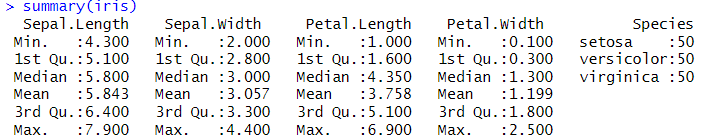 > summary(iris)
  Sepal.Length    Sepal.Width     Petal.Length    Petal.Width          Species
 Min.   :4.300   Min.   :2.000   Min.   :1.000   Min.   :0.100   setosa    :50
 1st Qu.:5.100   1st Qu.:2.800   1st Qu.:1.600   1st Qu.:0.300   versicolor:50
 Median :5.800   Median :3.000   Median :4.350   Median :1.300   virginica :50
 Mean   :5.843   Mean   :3.057   Mean   :3.758   Mean   :1.199
 3rd Qu.:6.400   3rd Qu.:3.300   3rd Qu.:5.100   3rd Qu.:1.800
 Max.   :7.900   Max.   :4.400   Max.   :6.900   Max.   :2.500